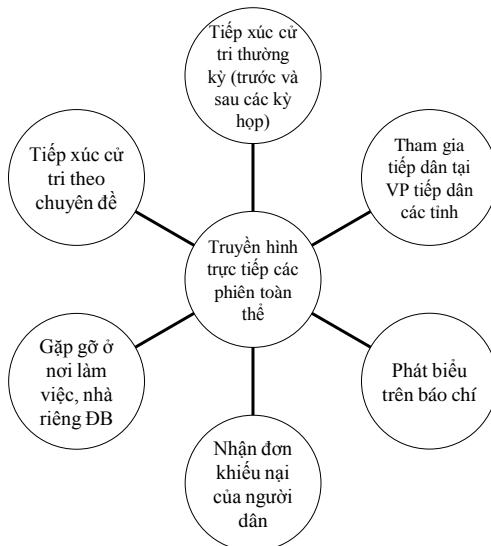 Tiếp xúc cử
tri thường
kỳ (trước và
sau các kỳ
họp)
Tham gia
tiếp dân tại
VP tiếp dân
các tỉnh
Phát biểu
trên báo chí
Nhận đơn
khiếu nại
của người
dân
Gặp gỡ ở
nơi làm
việc, nhà
riêng ĐB
Tiếp xúc cử
tri theo
chuyên đề
Truyền hình
trực tiếp các
phiên toàn
thể